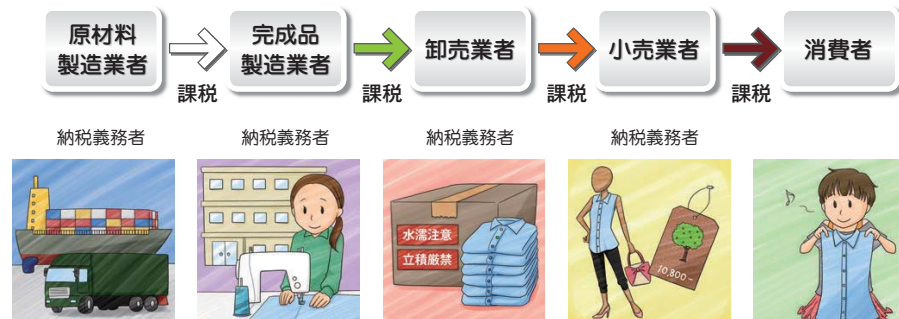 原材料
製造業者
完成品
製造業者
卸売業者
小売業者
消費者
課税
課税
課税
課税
納税義務者
納税義務者
納税義務者
納税義務者
水濡注意
立積厳禁
10,800-